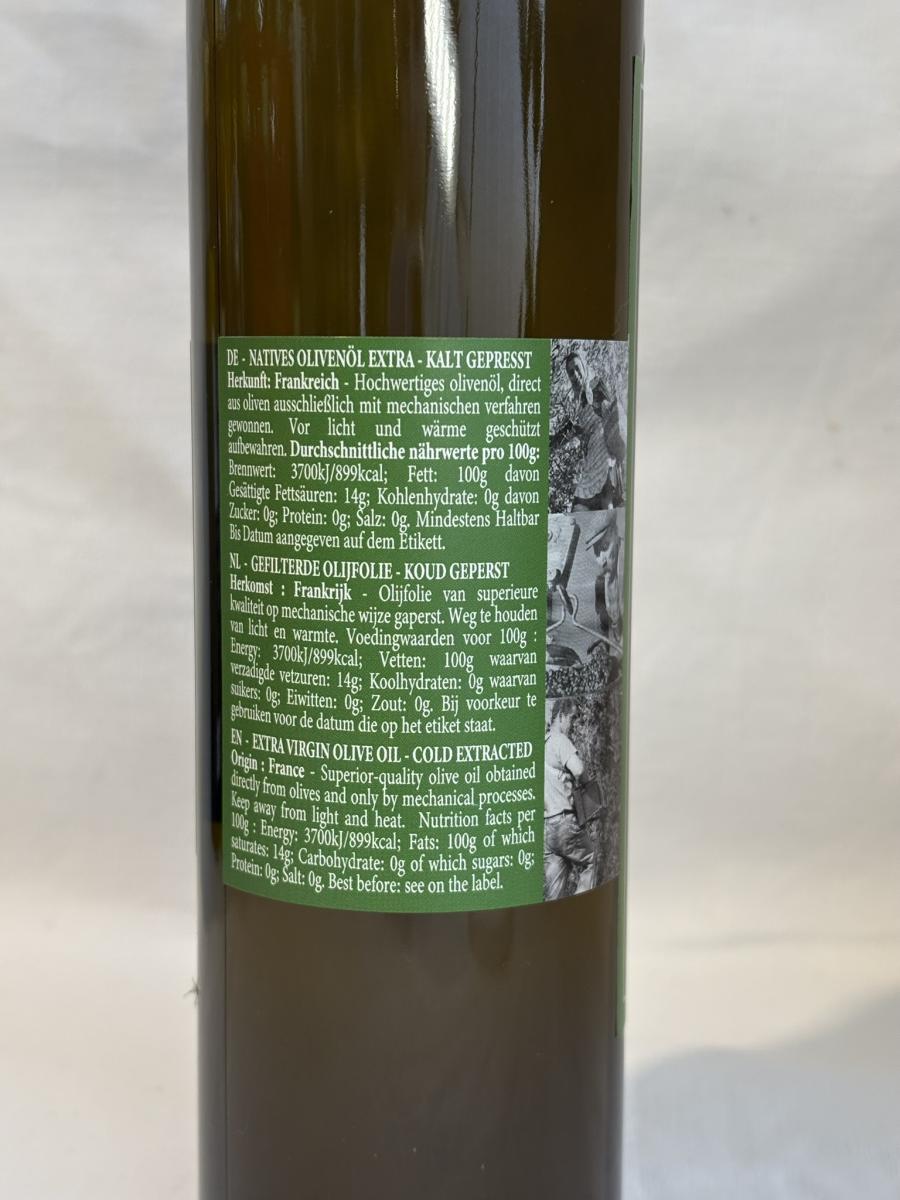 DE - NATIVES OLIVENÖL EXTRA - KALT GEPRESST
Herkunft: Frankreich - Hochwertiges olivenöl, direct
aus oliven ausschließlich mit mechanischen verfahren
gewonnen. Vor licht und wärme geschützt
aufbewahren. Durchschnittliche nährwerte pro 100g:
Brennwert: 3700kJ/899kcal; Fett: 100g davon
Gesättigte Fettsäuren: 14g; Kohlenhydrate: 0g davon
Zucker: 0g; Protein: 0g; Salz: 0g. Mindestens Haltbar
Bis Datum aangegeven auf dem Etikett.
NL - GEFILTERDE OLIJFOLIE - KOUD GEPERST
Herkomst : Frankrijk - Olijfolie van superieure
kwaliteit op mechanische wijze gaperst. Weg te houden
van licht en warmte. Voedingwaarden voor 100g :
Energy: 3700kJ/899kcal; Vetten: 100g waarvan
verzadigde vetzuren: 14g; Koolhydraten: 0g waarvan
suikers: 0g; Eiwitten: 0g; Zout: 0g. Bij voorkeur te
gebruiken voor de datum die op het etiket staat.
EN - EXTRA VIRGIN OLIVE OIL - COLD EXTRACTED
Origin : France - Superior-quality olive oil obtained
directly from olives and only by mechanical processes.
Keep away from light and heat. Nutrition facts per
100g : Energy: 3700kJ/899kcal; Fats: 100g of which
saturates: 14g; Carbohydrate: 0g of which sugars: 0g;
Protein: 0g; Salt: 0g. Best before: see on the label.